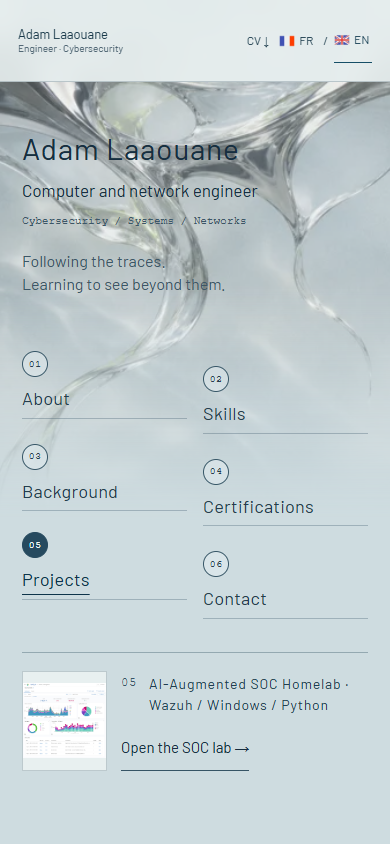 Adam Laaouane
Engineer · Cybersecurity
CV ↓ FR / EN
Adam Laaouane
Computer and network engineer
Cybersecurity / Systems / Networks
Following the traces.
Learning to see beyond them.
01
About
02
Skills
03
Background
04
Certifications
05
Projects
06
Contact
05 AI-Augmented SOC Homelab ·
Wazuh / Windows / Python
Open the SOC lab →